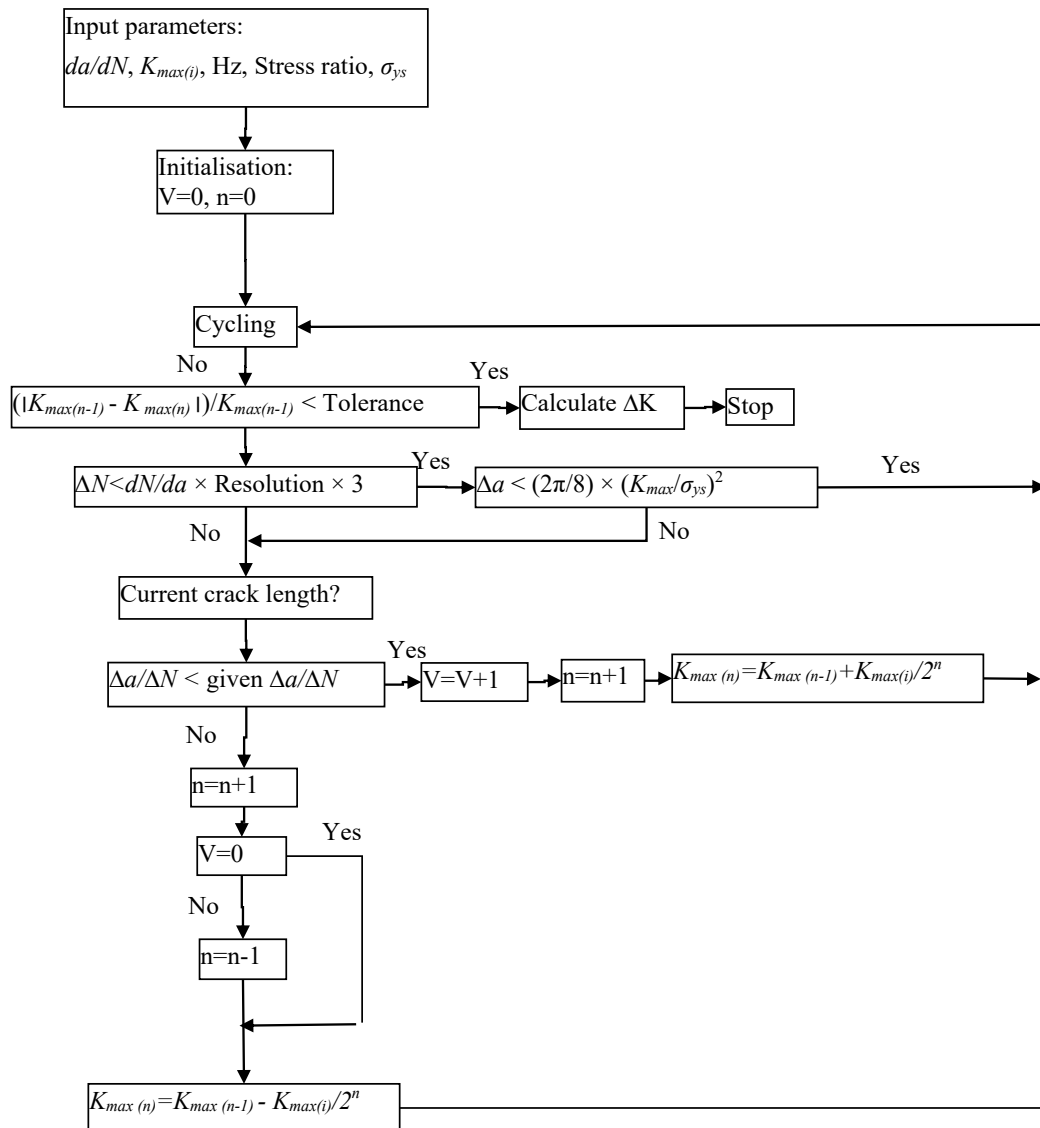 Input parameters:
da/dN, Kmax(i), Hz, Stress ratio, σys
Initialisation:
V=0, n=0
Cycling
No
Yes
(|Kmax(n-1) - K max(n) |)/Kmax(n-1) < Tolerance
Calculate ΔK
Stop
Yes
Yes
ΔN<dN/da × Resolution × 3
Δa < (2π/8) × (Kmax/σys)2
No
No
Current crack length?
Yes
Δa/ΔN < given Δa/ΔN
V=V+1
n=n+1
Kmax (n)=Kmax (n-1)+Kmax(i)/2n
No
n=n+1
Yes
V=0
No
n=n-1
Kmax (n)=Kmax (n-1) - Kmax(i)/2n